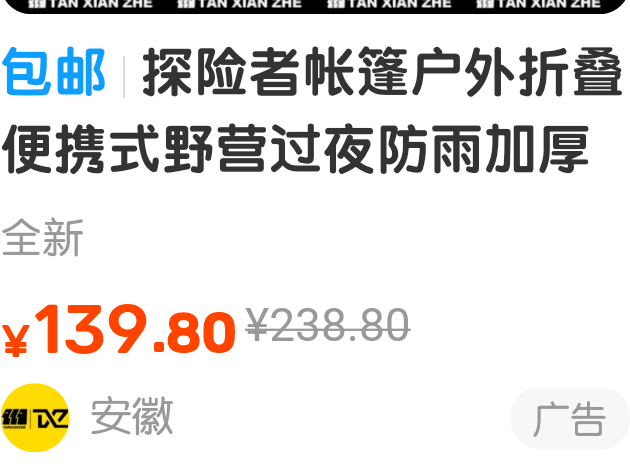 TAN XIAN ZHE TAN XIAN ZHE TAN XIAN ZHE TAN XIAN ZHE
包邮 探险者帐篷户外折叠
便携式野营过夜防雨加厚
全新
¥139.80 ¥238.80
安徽 广告